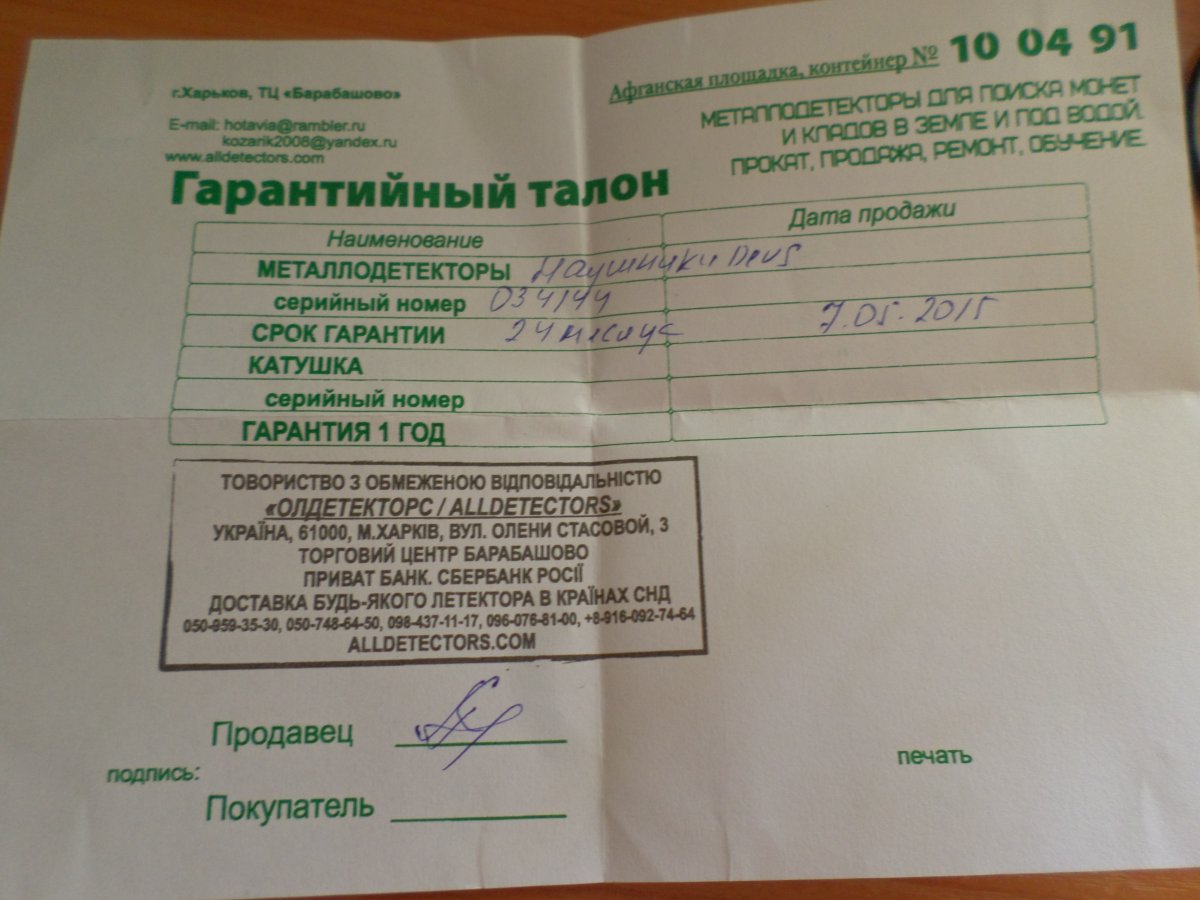 Афганская площадка, контейнер № 10 04 91
МЕТАЛЛОДЕТЕКТОРЫ ДЛЯ ПОИСКА МОНЕТ
И КЛАДОВ В ЗЕМЛЕ И ПОД ВОДОЙ.
ПРОКАТ, ПРОДАЖА, РЕМОНТ, ОБУЧЕНИЕ.
г.Харьков, ТЦ «Барабашово»
E-mail: hotavia@rambler.ru
kozarik2008@yandex.ru
www.alldetectors.com
Гарантийный талон
Наименование Дата продажи
МЕТАЛЛОДЕТЕКТОРЫ Наушники Deus
серийный номер 034144
СРОК ГАРАНТИИ 24 месяца 7.05.2015
КАТУШКА
серийный номер
ГАРАНТИЯ 1 ГОД
ТОВОРИСТВО З ОБМЕЖЕНОЮ ВІДПОВІДАЛЬНІСТЮ
«ОЛДЕТЕКТОРС / ALLDETECTORS»
УКРАЇНА, 61000, М.ХАРКІВ, ВУЛ. ОЛЕНИ СТАСОВОЙ, 3
ТОРГОВИЙ ЦЕНТР БАРАБАШОВО
ПРИВАТ БАНК. СБЕРБАНК РОСІЇ
ДОСТАВКА БУДЬ-ЯКОГО ЛЕТЕКТОРА В КРАЇНАХ СНД
050-959-35-30, 050-748-64-50, 098-437-11-17, 096-076-81-00, +8-916-092-74-64
ALLDETECTORS.COM
Продавец
подпись:
Покупатель
печать